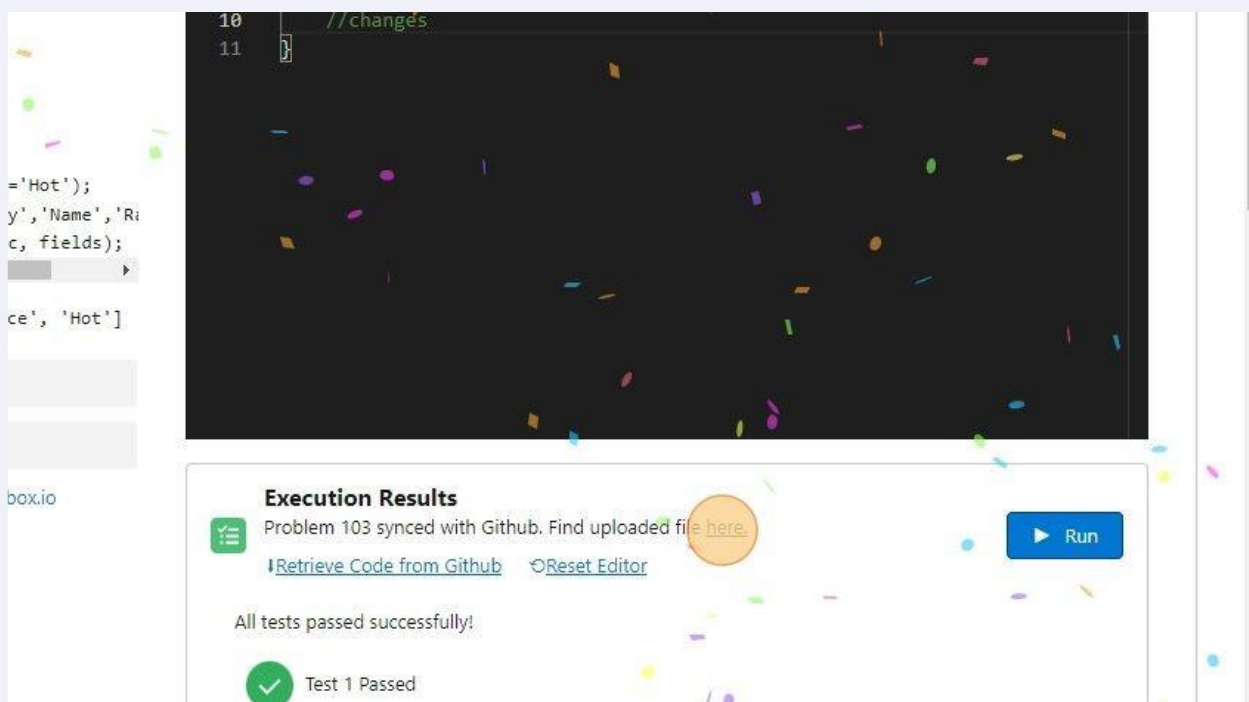 10 //changes
11 }
='Hot');
y','Name','Ra
c, fields);
ce', 'Hot']
box.io
Execution Results
Problem 103 synced with Github. Find uploaded file here.
Retrieve Code from Github Reset Editor
Run
All tests passed successfully!
Test 1 Passed